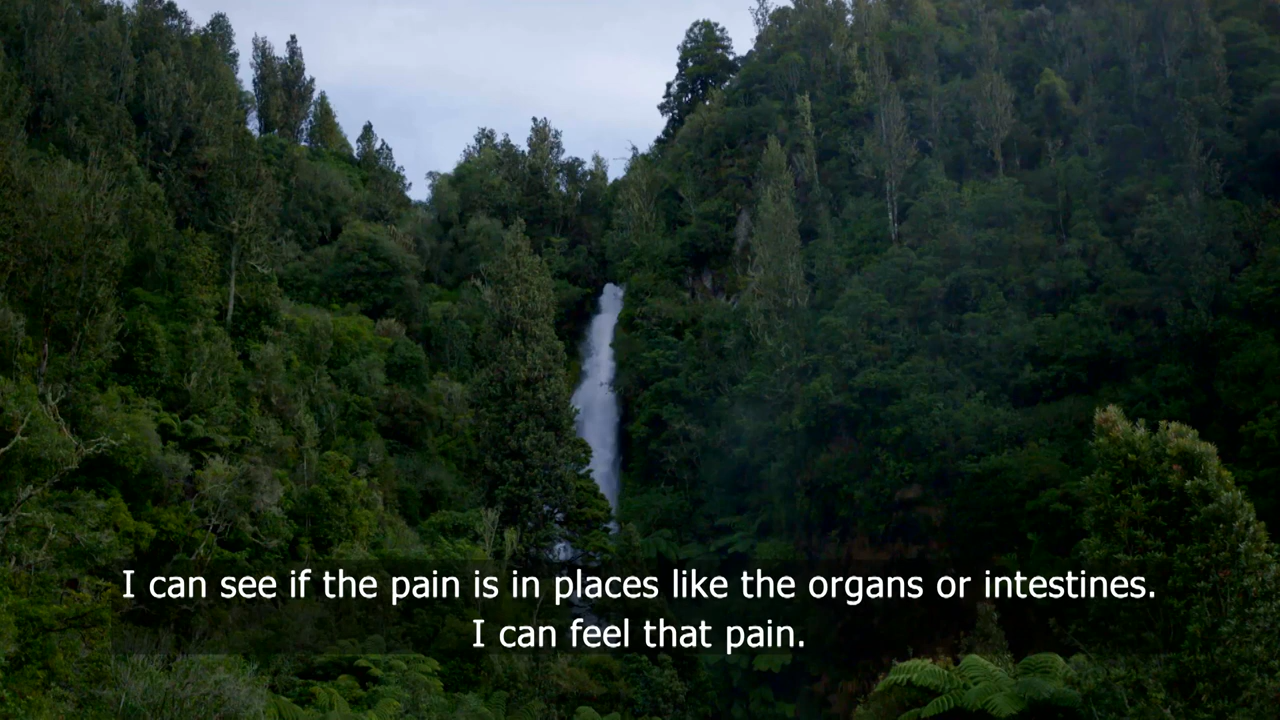 I can see if the pain is in places like the organs or intestines.
I can feel that pain.